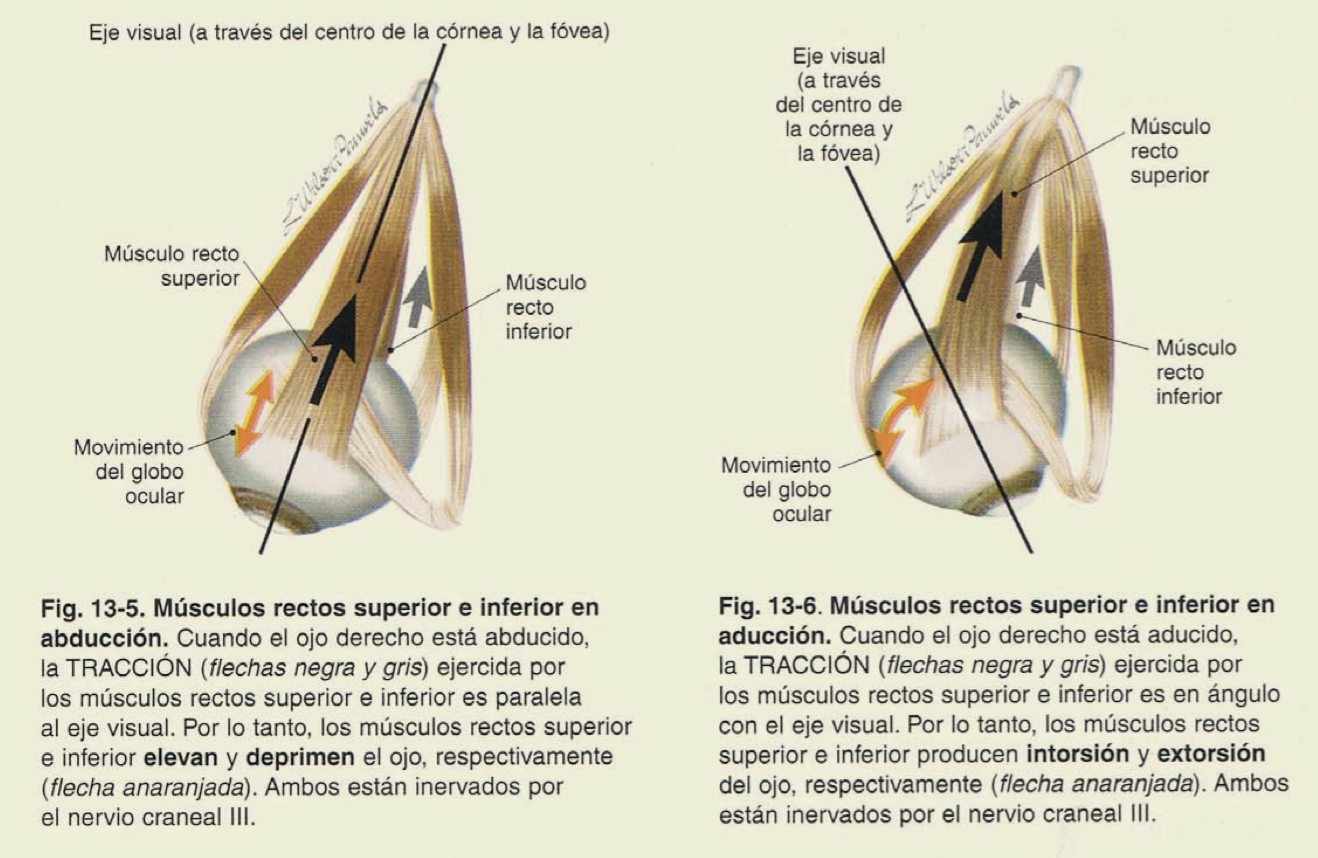 Eje visual (a través del centro de la córnea y la fóvea)
Músculo recto
superior
Músculo
recto
inferior
Movimiento
del globo
ocular
Fig. 13-5. Músculos rectos superior e inferior en
abducción. Cuando el ojo derecho está abducido,
la TRACCIÓN (flechas negra y gris) ejercida por
los músculos rectos superior e inferior es paralela
al eje visual. Por lo tanto, los músculos rectos superior
e inferior elevan y deprimen el ojo, respectivamente
(flecha anaranjada). Ambos están inervados por
el nervio craneal III.
Eje visual
(a través
del centro de
la córnea y
la fóvea)
Músculo
recto
superior
Músculo
recto
inferior
Movimiento
del globo
ocular
Fig. 13-6. Músculos rectos superior e inferior en
aducción. Cuando el ojo derecho está aducido,
la TRACCIÓN (flechas negra y gris) ejercida por
los músculos rectos superior e inferior es en ángulo
con el eje visual. Por lo tanto, los músculos rectos
superior e inferior producen intorsión y extorsión
del ojo, respectivamente (flecha anaranjada). Ambos
están inervados por el nervio craneal III.